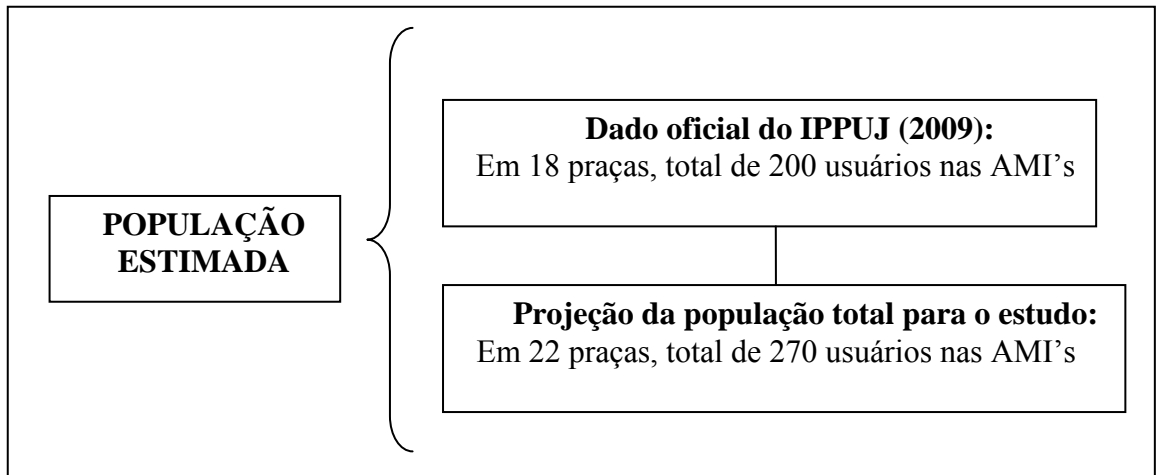 POPULAÇÃO
ESTIMADA
Dado oficial do IPPUJ (2009):
Em 18 praças, total de 200 usuários nas AMI’s
Projeção da população total para o estudo:
Em 22 praças, total de 270 usuários nas AMI’s